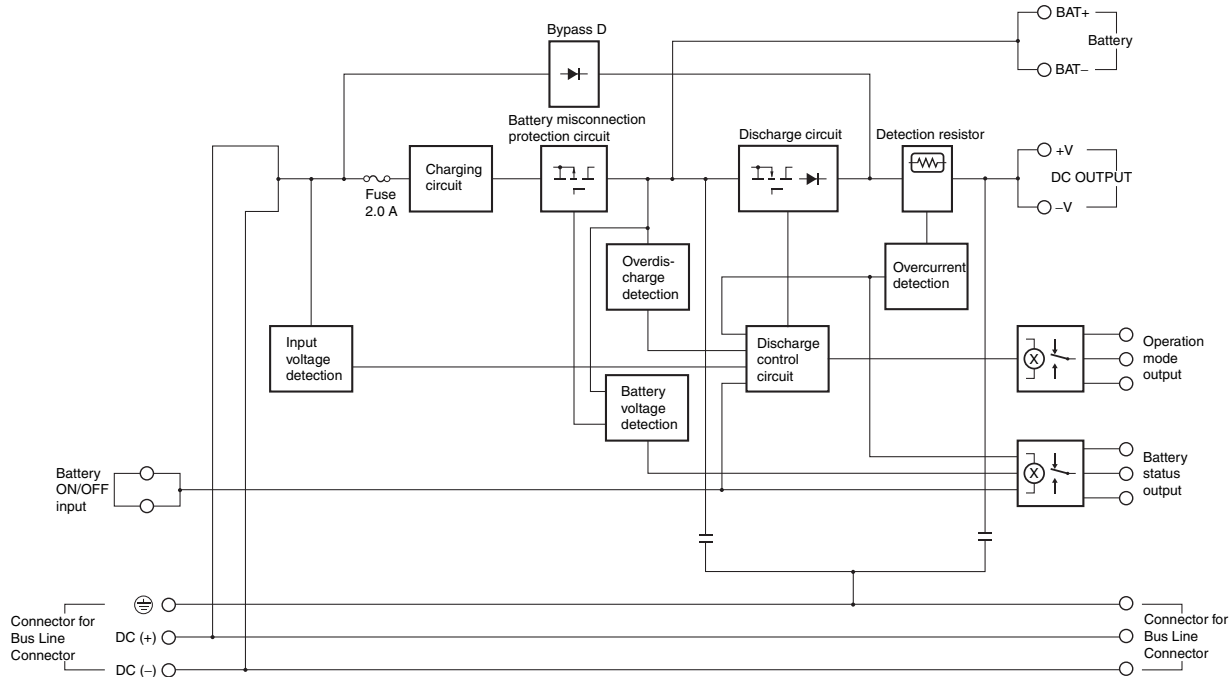 BAT+
Battery
BAT−
Bypass D
Battery misconnection
protection circuit
Discharge circuit
Detection resistor
Charging
circuit
Fuse
2.0 A
+V
DC OUTPUT
−V
Overdis-
charge
detection
Overcurrent
detection
Input
voltage
detection
Discharge
control
circuit
Operation
mode
output
Battery
voltage
detection
Battery
ON/OFF
input
Battery
status
output
X
X
Connector for
Bus Line
Connector
DC (+)
DC (−)
Connector for
Bus Line
Connector